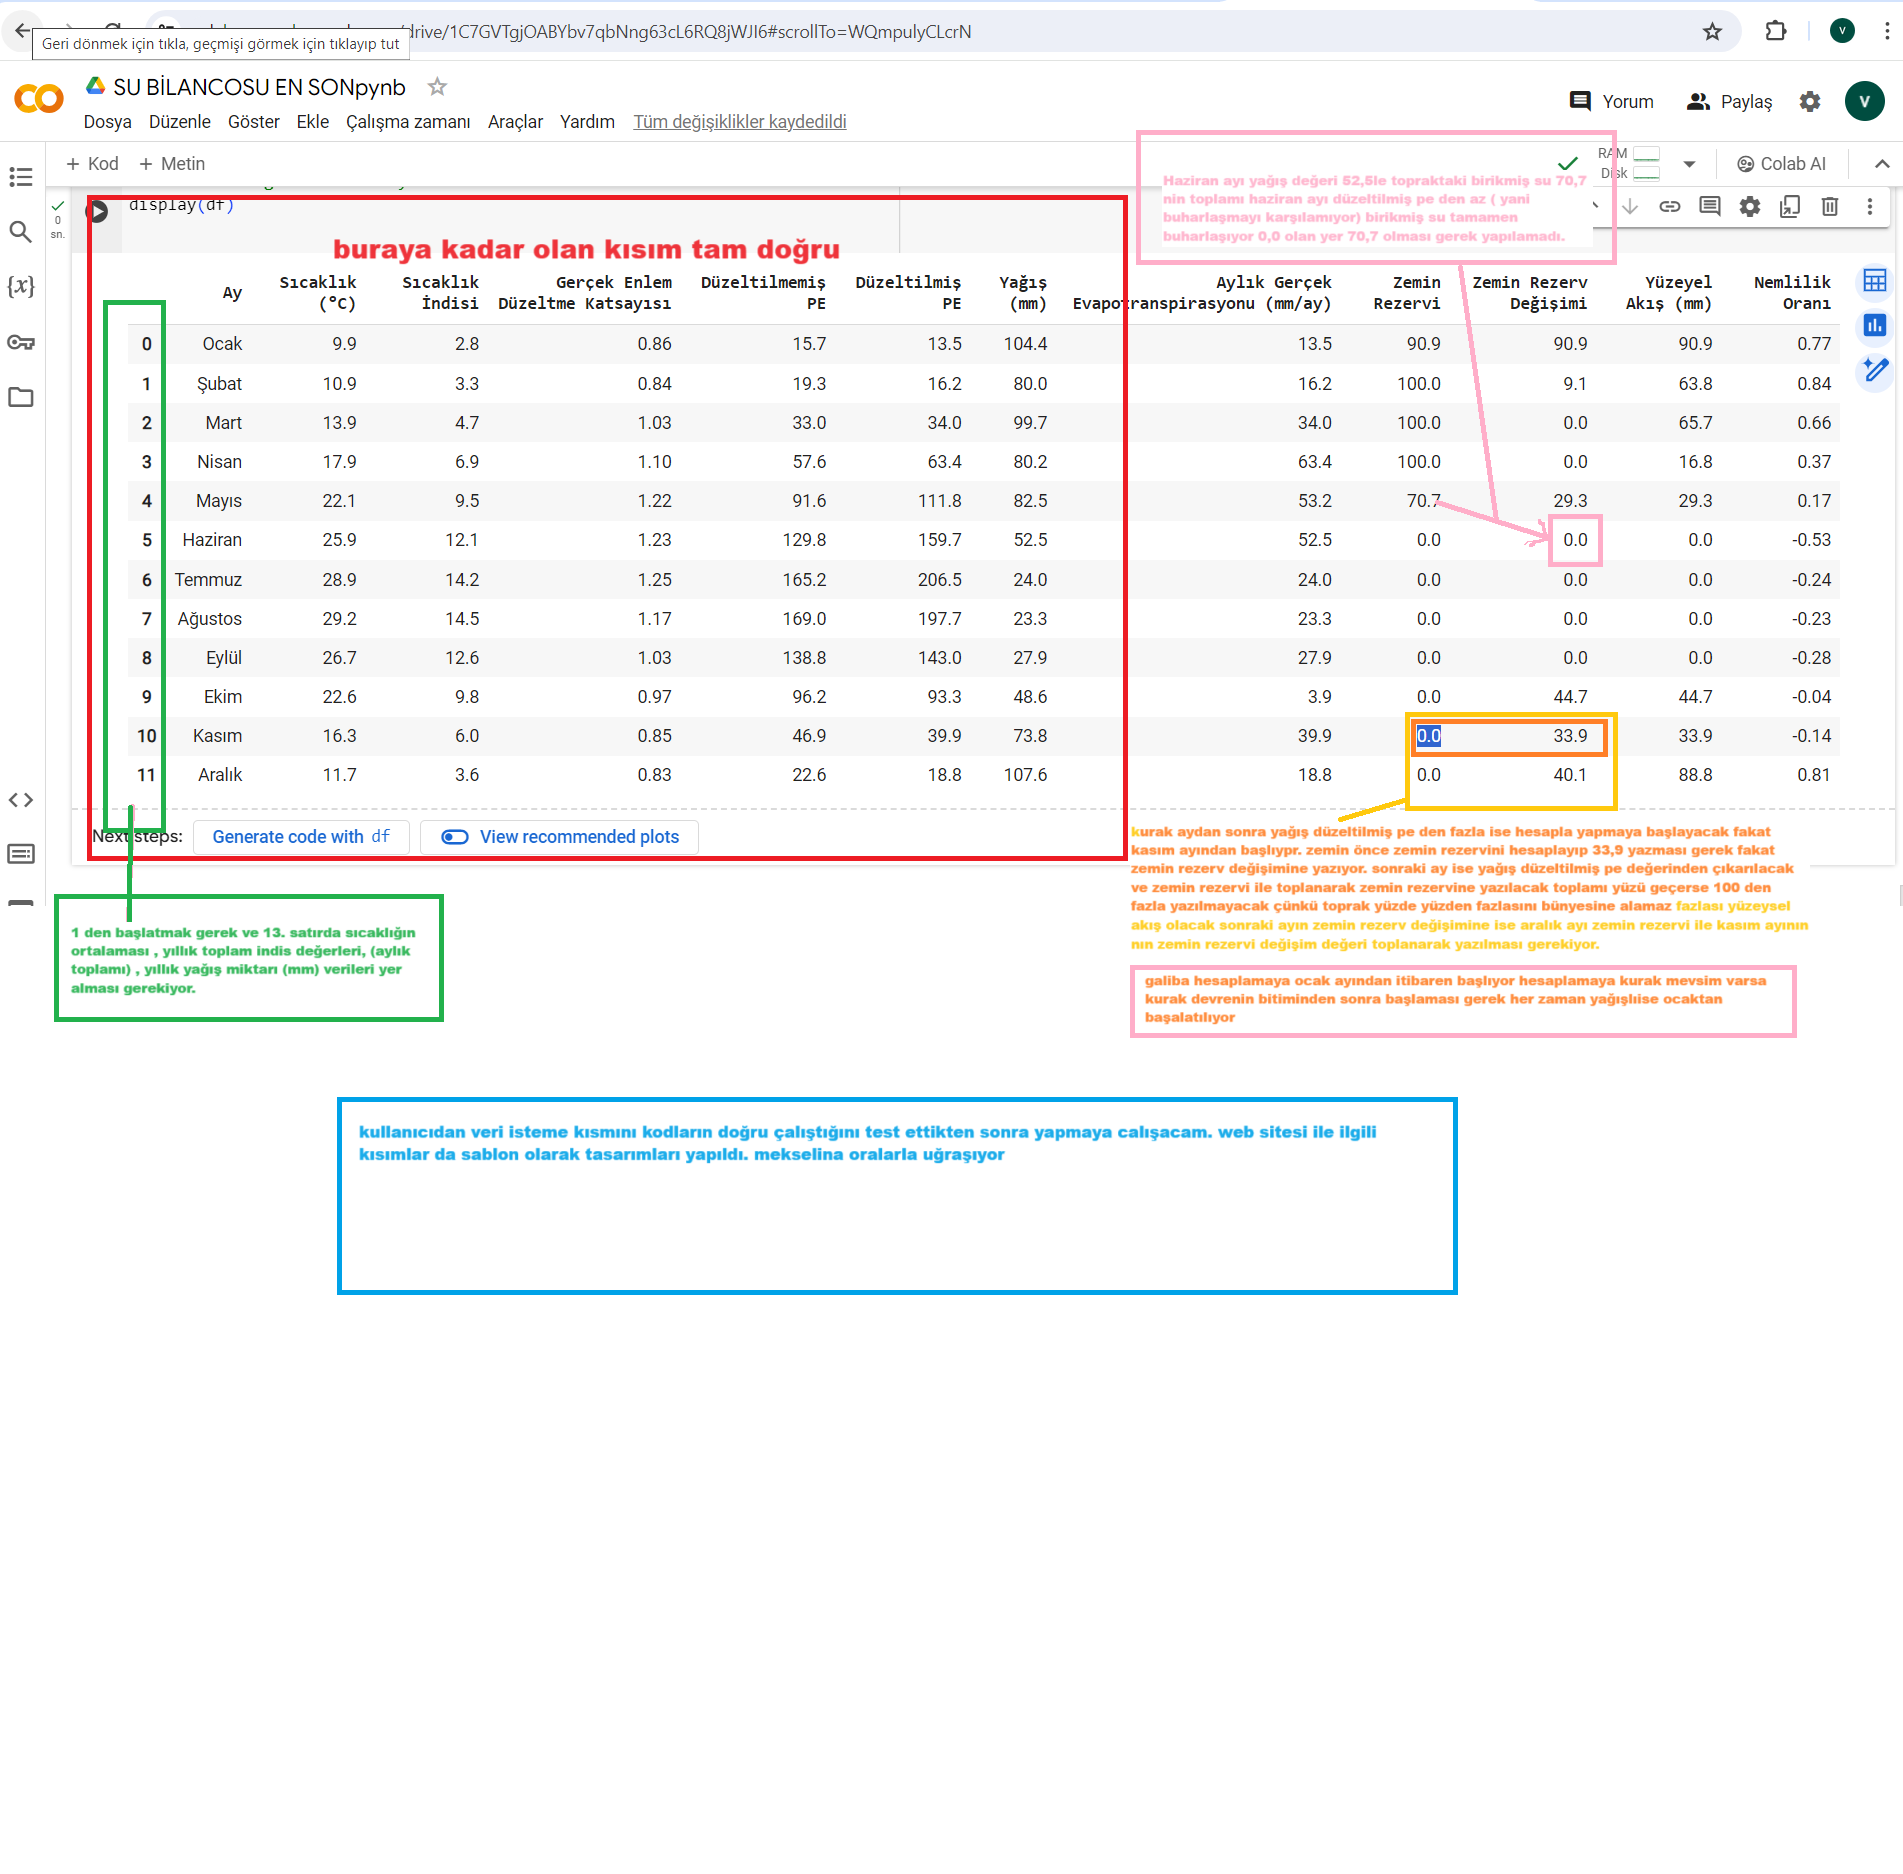 drive/1C7GVTgjOABYbv7qbNng63cL6RQ8jWJI6#scrollTo=WQmpulyCLcrN
Geri dönmek için tıkla, geçmişi görmek için tıklayıp tut
V
SU BİLANCOSU EN SONpynb
Dosya Düzenle Göster Ekle Çalışma zamanı Araçlar Yardım Tüm değişiklikler kaydedildi
Yorum Paylaş V
+ Kod + Metin
RAM
Disk
Colab AI
0
sn.
display(df)
Haziran ayı yağış değeri 52,5le topraktaki birikmiş su 70,7
nin toplamı haziran ayı düzeltilmiş pe den az ( yani
buharlaşmayı karşılamıyor) birikmiş su tamamen
buharlaşıyor 0,0 olan yer 70,7 olması gerek yapılamadı.
buraya kadar olan kısım tam doğru
Ay Sıcaklık (°C) Sıcaklık İndisi Gerçek Enlem Düzeltme Katsayısı Düzeltilmemiş PE Düzeltilmiş PE Yağış (mm) Aylık Gerçek Evapotranspirasyonu (mm/ay) Zemin Rezervi Zemin Rezerv Değişimi Yüzeyel Akış (mm) Nemlilik Oranı
0 Ocak 9.9 2.8 0.86 15.7 13.5 104.4 13.5 90.9 90.9 90.9 0.77
1 Şubat 10.9 3.3 0.84 19.3 16.2 80.0 16.2 100.0 9.1 63.8 0.84
2 Mart 13.9 4.7 1.03 33.0 34.0 99.7 34.0 100.0 0.0 65.7 0.66
3 Nisan 17.9 6.9 1.10 57.6 63.4 80.2 63.4 100.0 0.0 16.8 0.37
4 Mayıs 22.1 9.5 1.22 91.6 111.8 82.5 53.2 70.7 29.3 29.3 0.17
5 Haziran 25.9 12.1 1.23 129.8 159.7 52.5 52.5 0.0 0.0 0.0 -0.53
6 Temmuz 28.9 14.2 1.25 165.2 206.5 24.0 24.0 0.0 0.0 0.0 -0.24
7 Ağustos 29.2 14.5 1.17 169.0 197.7 23.3 23.3 0.0 0.0 0.0 -0.23
8 Eylül 26.7 12.6 1.03 138.8 143.0 27.9 27.9 0.0 0.0 0.0 -0.28
9 Ekim 22.6 9.8 0.97 96.2 93.3 48.6 3.9 0.0 44.7 44.7 -0.04
10 Kasım 16.3 6.0 0.85 46.9 39.9 73.8 39.9 0.0 33.9 33.9 -0.14
11 Aralık 11.7 3.6 0.83 22.6 18.8 107.6 18.8 0.0 40.1 88.8 0.81
Next steps: Generate code with df View recommended plots
kurak aydan sonra yağış düzeltilmiş pe den fazla ise hesapla yapmaya başlayacak fakat
kasım ayından başlıypr. zemin önce zemin rezervini hesaplayıp 33,9 yazması gerek fakat
zemin rezerv değişimine yazıyor. sonraki ay ise yağış düzeltilmiş pe değerinden çıkarılacak
ve zemin rezervi ile toplanarak zemin rezervine yazılacak toplamı yüzü geçerse 100 den
fazla yazılmayacak çünkü toprak yüzde yüzden fazlasını bünyesine alamaz fazlası yüzeysel
akış olacak sonraki ayın zemin rezerv değişimine ise aralık ayı zemin rezervi ile kasım ayının
nın zemin rezervi değişim değeri toplanarak yazılması gerekiyor.
1 den başlatmak gerek ve 13. satırda sıcaklığın
ortalaması , yıllık toplam indis değerleri, (aylık
toplamı) , yıllık yağış miktarı (mm) verileri yer
alması gerekiyor.
galiba hesaplamaya ocak ayından itibaren başlıyor hesaplamaya kurak mevsim varsa
kurak devrenin bitiminden sonra başlaması gerek her zaman yağışlıise ocaktan
başalatılıyor
kullanıcıdan veri isteme kısmını kodların doğru çalıştığını test ettikten sonra yapmaya calışacam. web sitesi ile ilgili
kısımlar da sablon olarak tasarımları yapıldı. mekselina oralarla uğraşıyor